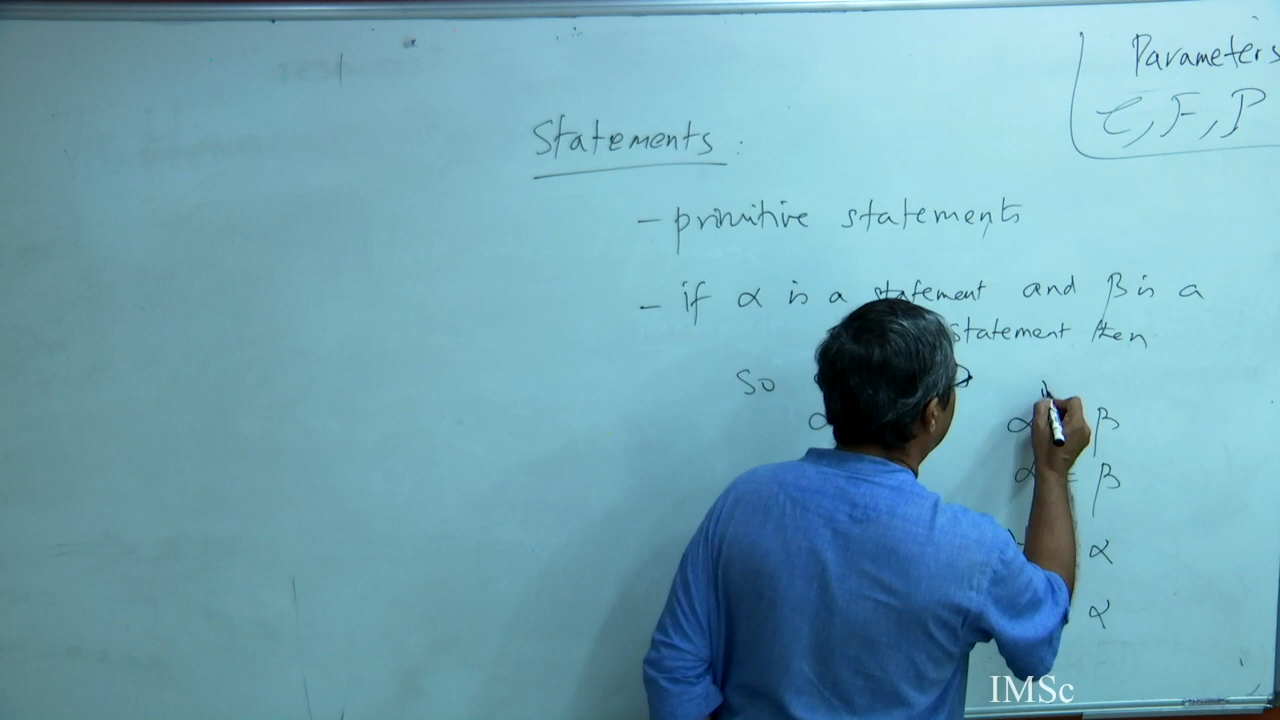 Parameters
C, F, P
Statements :
- primitive statements
- if α is a statement and β is a
statement then
So
α β
α = β
α
α
IMSc